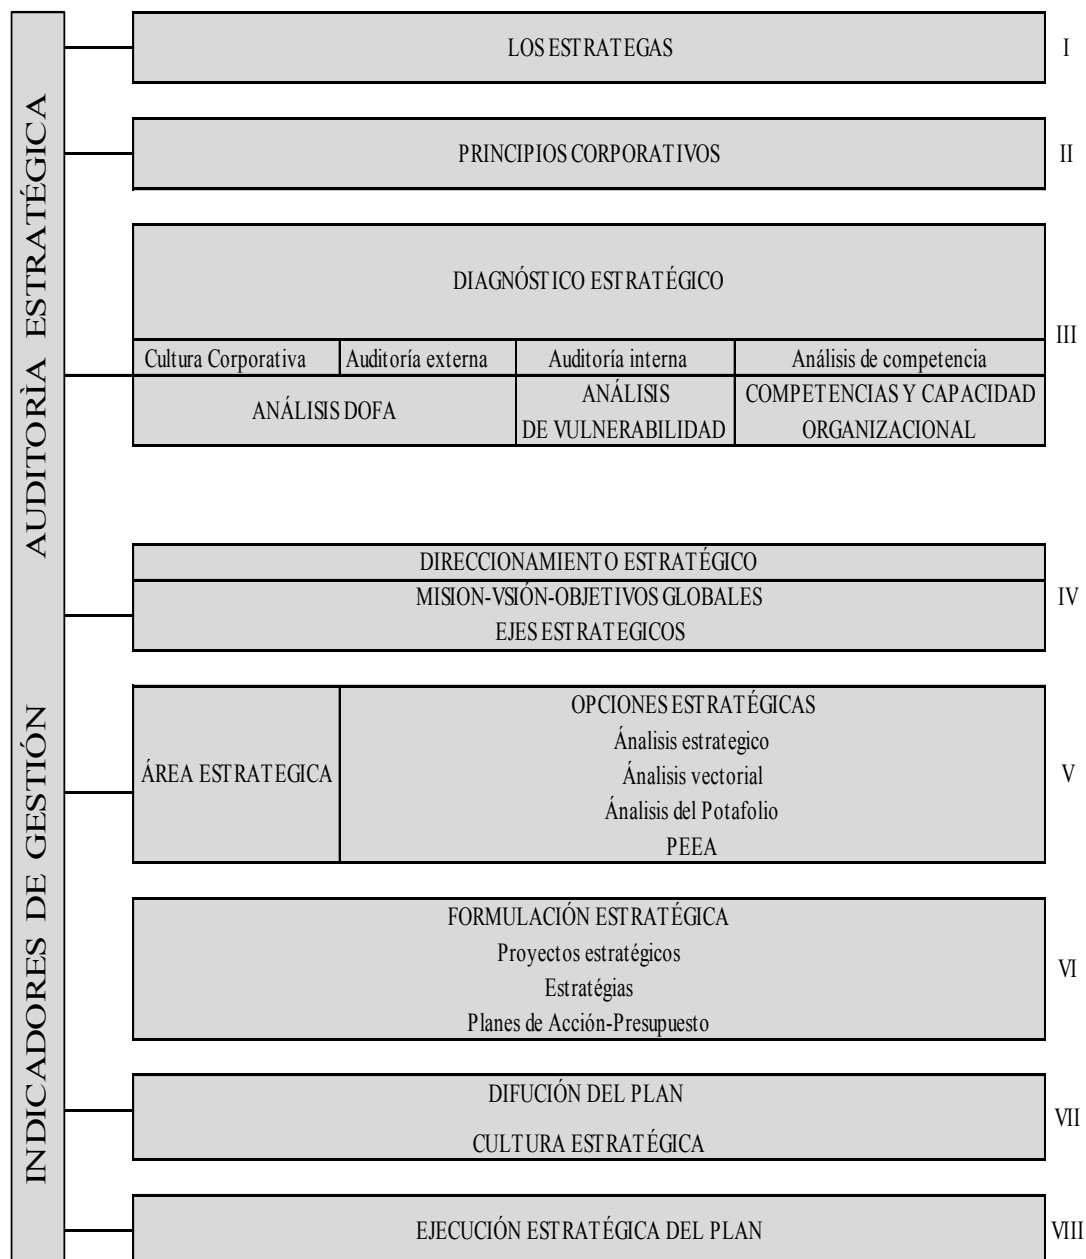 LOS ESTRATEGAS
I
PRINCIPIOS CORPORATIVOS
II
DIAGNÓSTICO ESTRATÉGICO
III
Cultura Corporativa
Auditoría externa
Auditoría interna
Análisis de competencia
ANÁLISIS DOFA
ANÁLISIS
DE VULNERABILIDAD
COMPETENCIAS Y CAPACIDAD
ORGANIZACIONAL
DIRECCIONAMIENTO ESTRATÉGICO
MISION-VSIÓN-OBJETIVOS GLOBALES
EJES ESTRATEGICOS
IV
ÁREA ESTRATEGICA
OPCIONES ESTRATÉGICAS
Ánalisis estrategico
Ánalisis vectorial
Ánalisis del Potafolio
PEEA
V
FORMULACIÓN ESTRATÉGICA
Proyectos estratégicos
Estratégias
Planes de Acción-Presupuesto
VI
DIFUCIÓN DEL PLAN
CULTURA ESTRATÉGICA
VII
EJECUCIÓN ESTRATÉGICA DEL PLAN
VIII
INDICADORES DE GESTIÓN AUDITORÌA ESTRATÉGICA